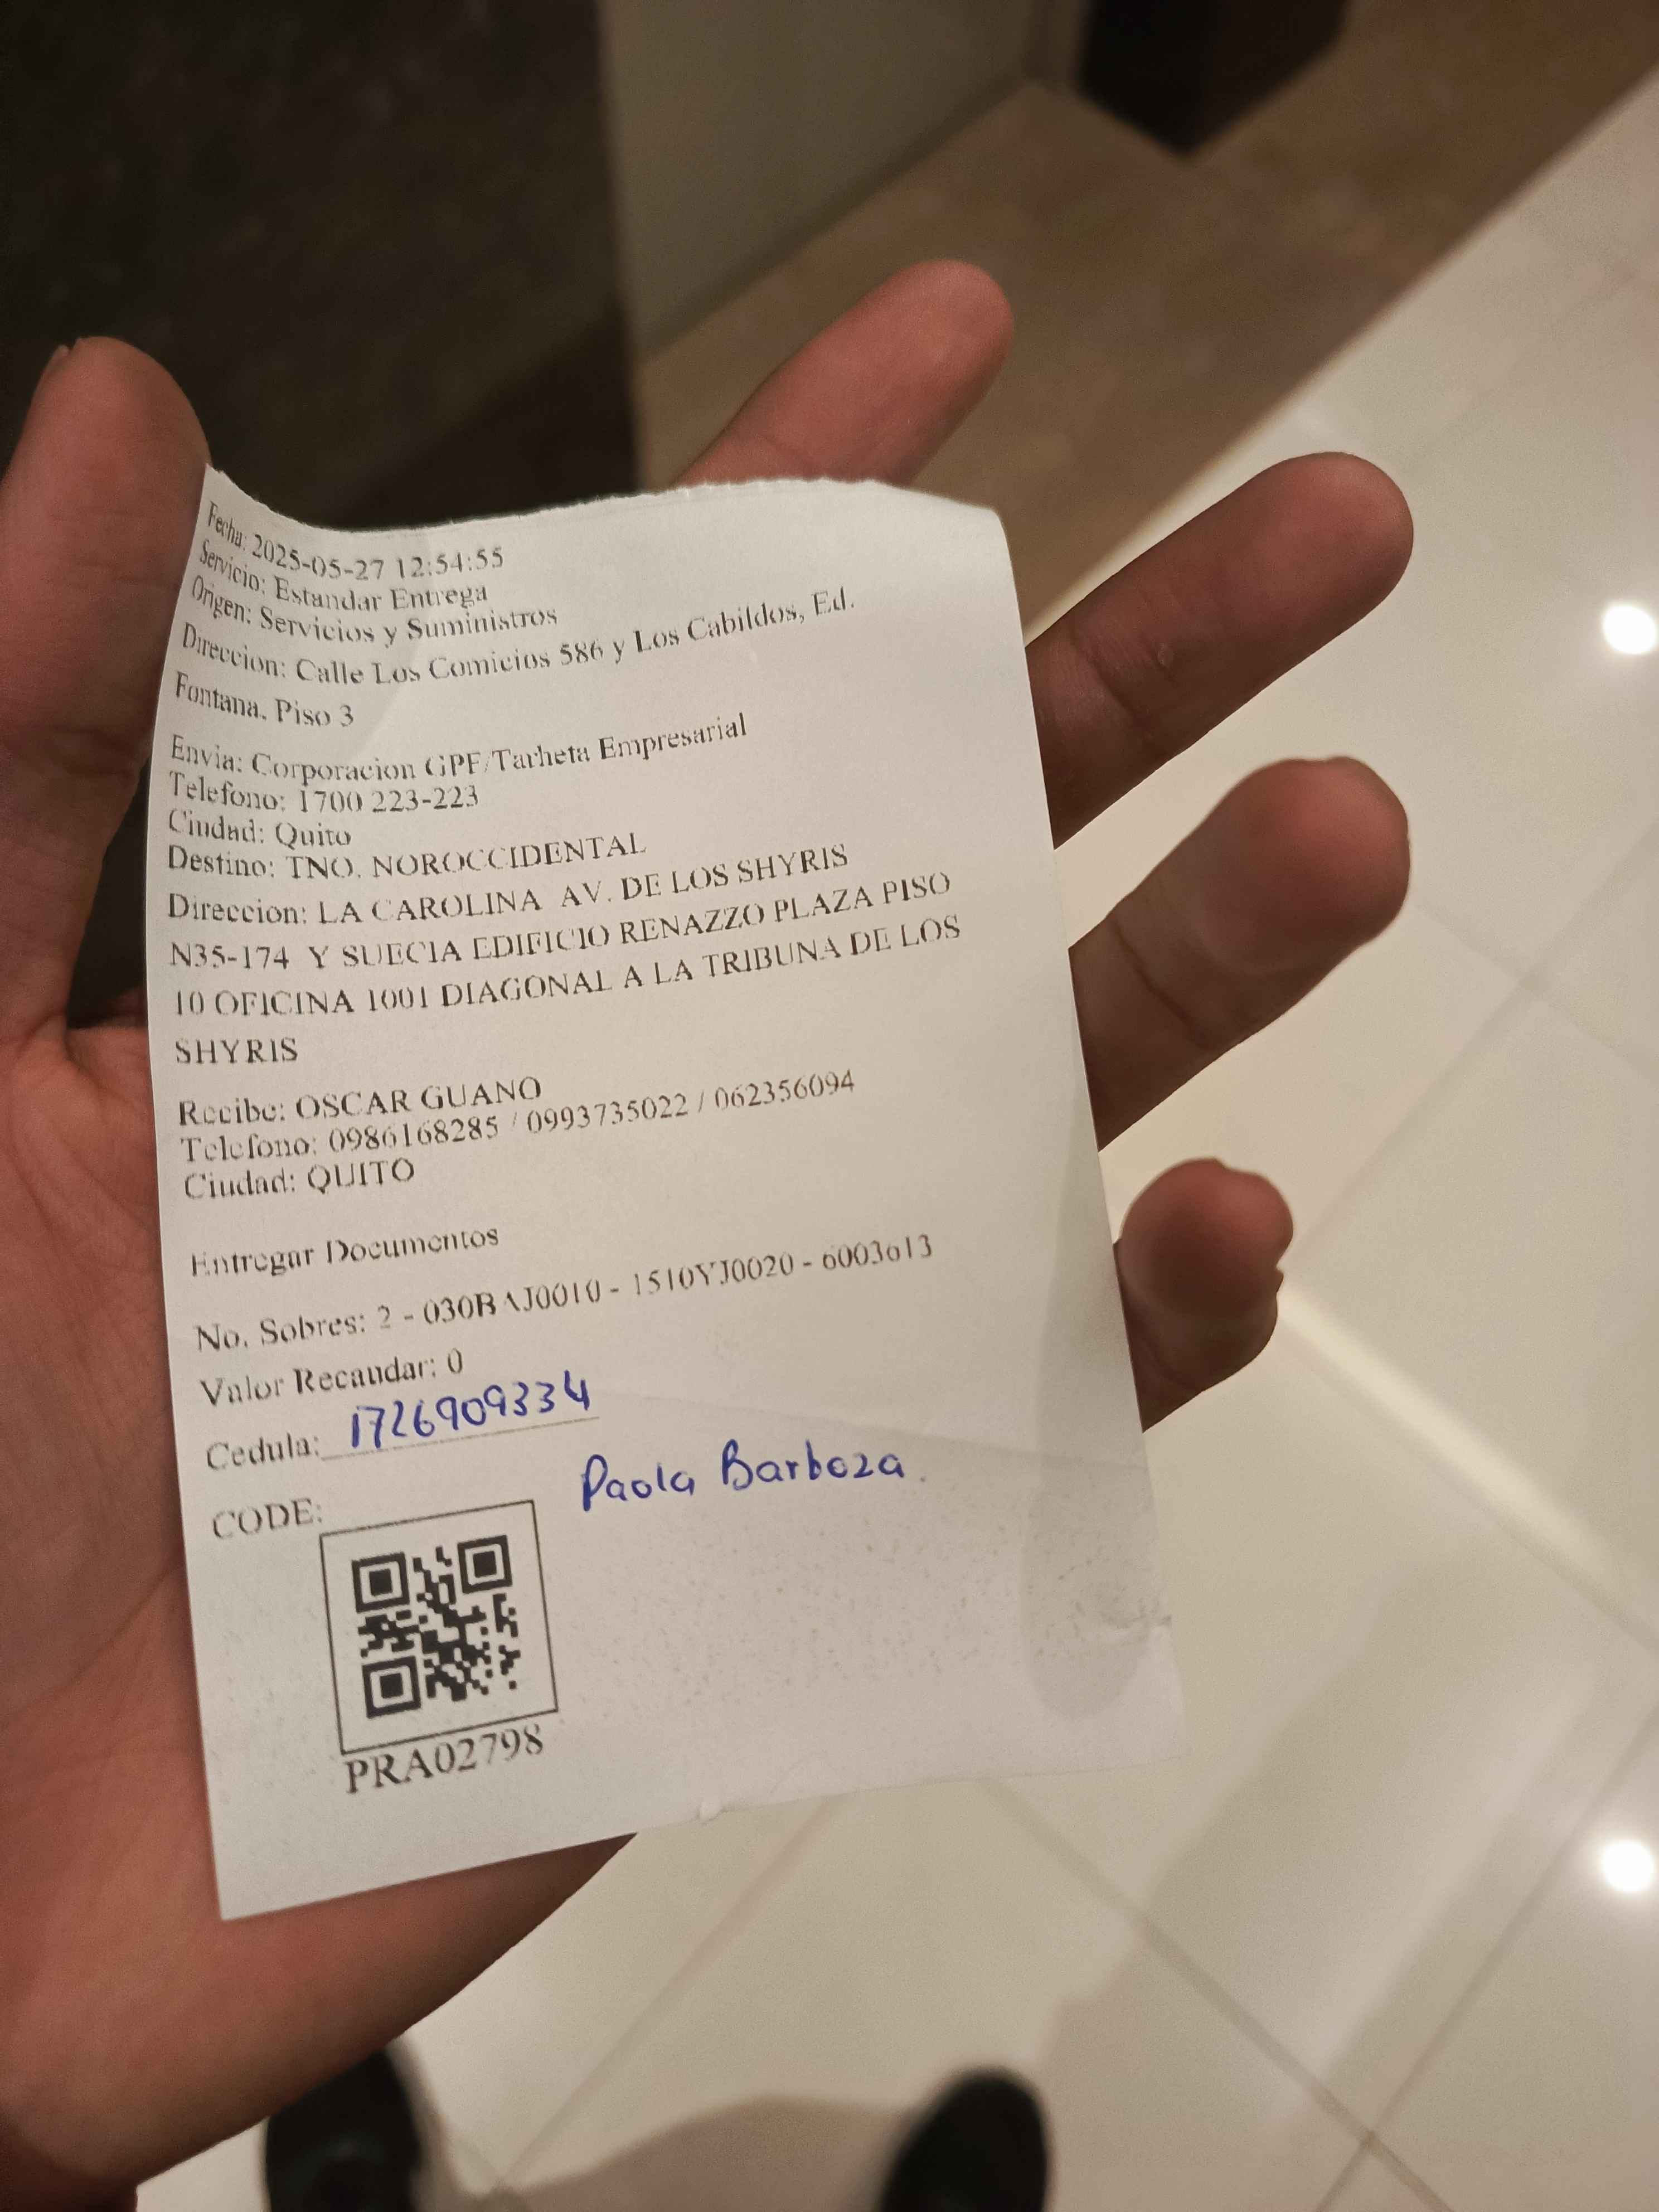 Fecha: 2025-05-27 12:54:55
Servicio: Estandar Entrega
Origen: Servicios y Suministros
Direccion: Calle Los Comicios 586 y Los Cabildos, Ed.
Fontana, Piso 3
Envia: Corporacion GPF/Tarheta Empresarial
Telefono: 1700 223-223
Ciudad: Quito
Destino: TNO. NOROCCIDENTAL
Direccion: LA CAROLINA AV. DE LOS SHYRIS
N35-174 Y SUECIA EDIFICIO RENAZZO PLAZA PISO
10 OFICINA 1001 DIAGONAL A LA TRIBUNA DE LOS
SHYRIS
Recibe: OSCAR GUANO
Telefono: 0986168285 / 0993735022 / 062356094
Ciudad: QUITO
Entregar Documentos
No. Sobres: 2 - 030BAJ0010 - 1510YJ0020 - 6003613
Valor Recaudar: 0
Cedula: 1726909334
Paola Barboza.
CODE:
PRA02798